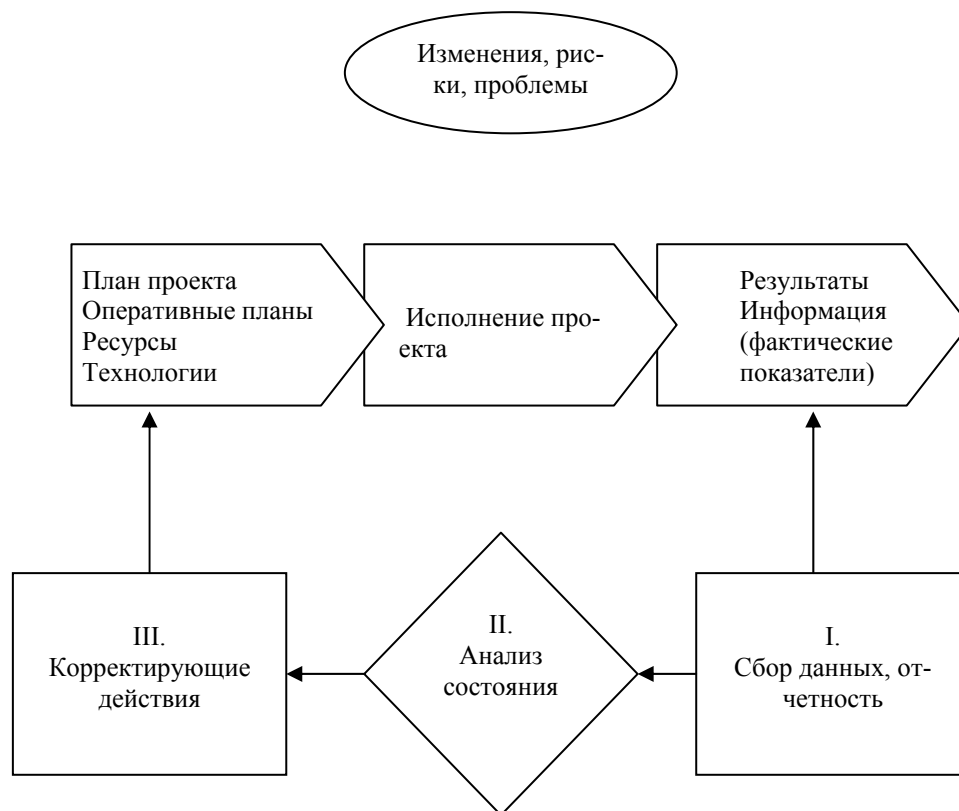 Изменения, рис-
ки, проблемы
План проекта
Оперативные планы
Ресурсы
Технологии
Исполнение про-
екта
Результаты
Информация
(фактические
показатели)
III.
Корректирующие
действия
II.
Анализ
состояния
I.
Сбор данных, от-
четность